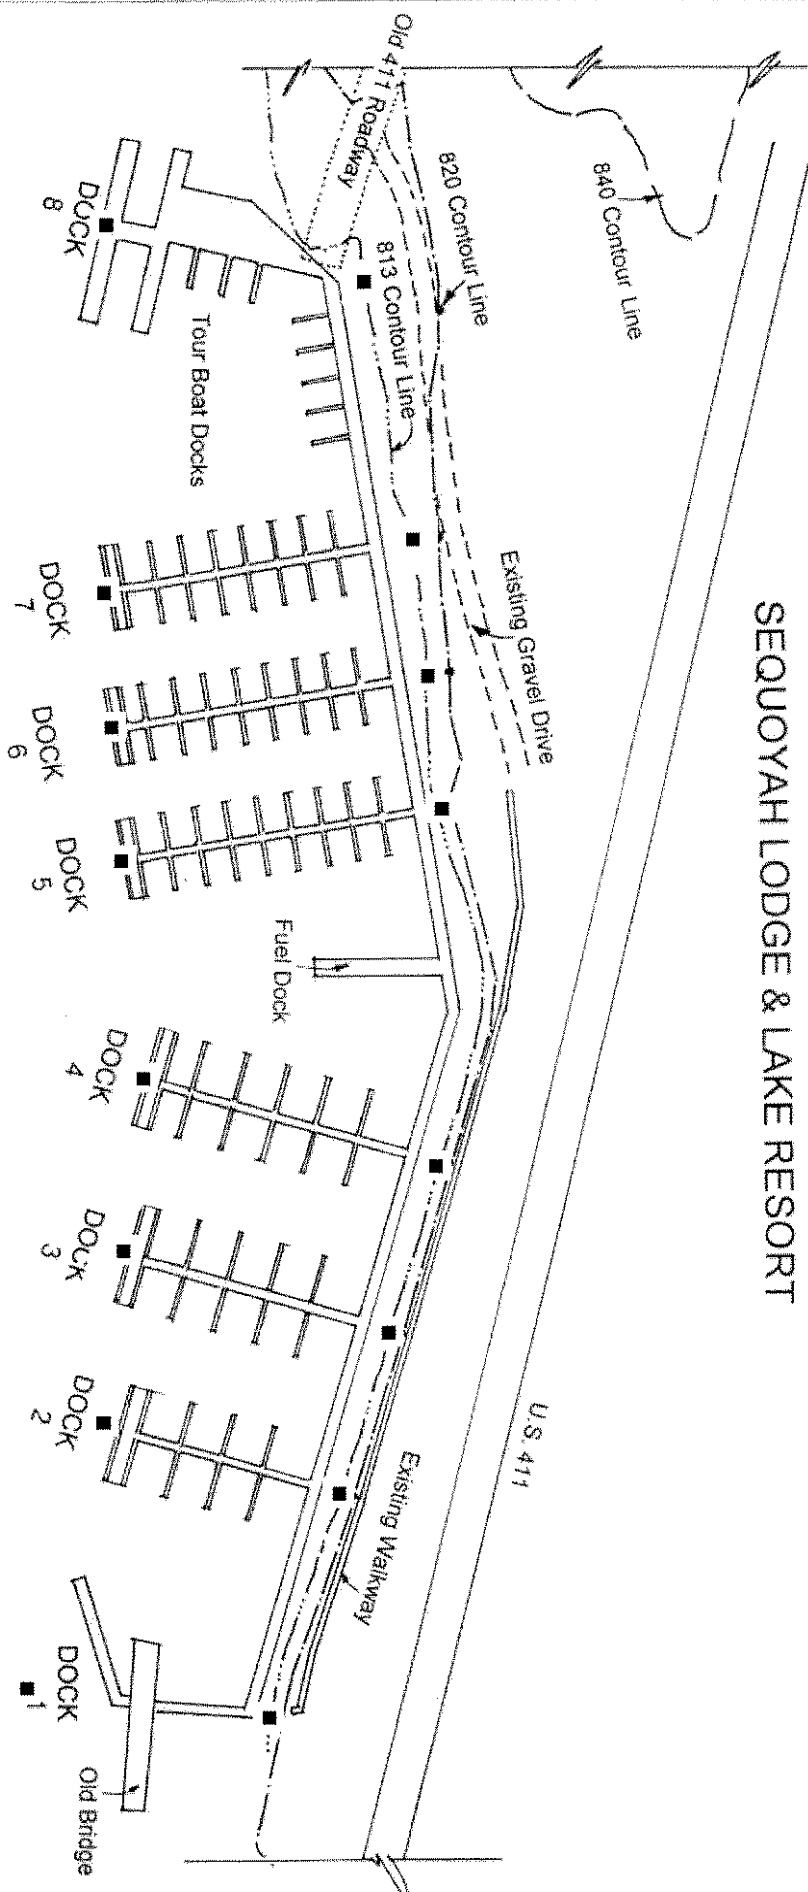 SEQUOYAH LODGE & LAKE RESORT
Old 411 Roadway
820 Contour Line
840 Contour Line
813 Contour Line
DOCK
8
Tour Boat Docks
Existing Gravel Drive
DOCK
7
DOCK
6
DOCK
5
Fuel Dock
DOCK
4
DOCK
3
DOCK
2
U.S. 411
Existing Walkway
DOCK
1
Old Bridge